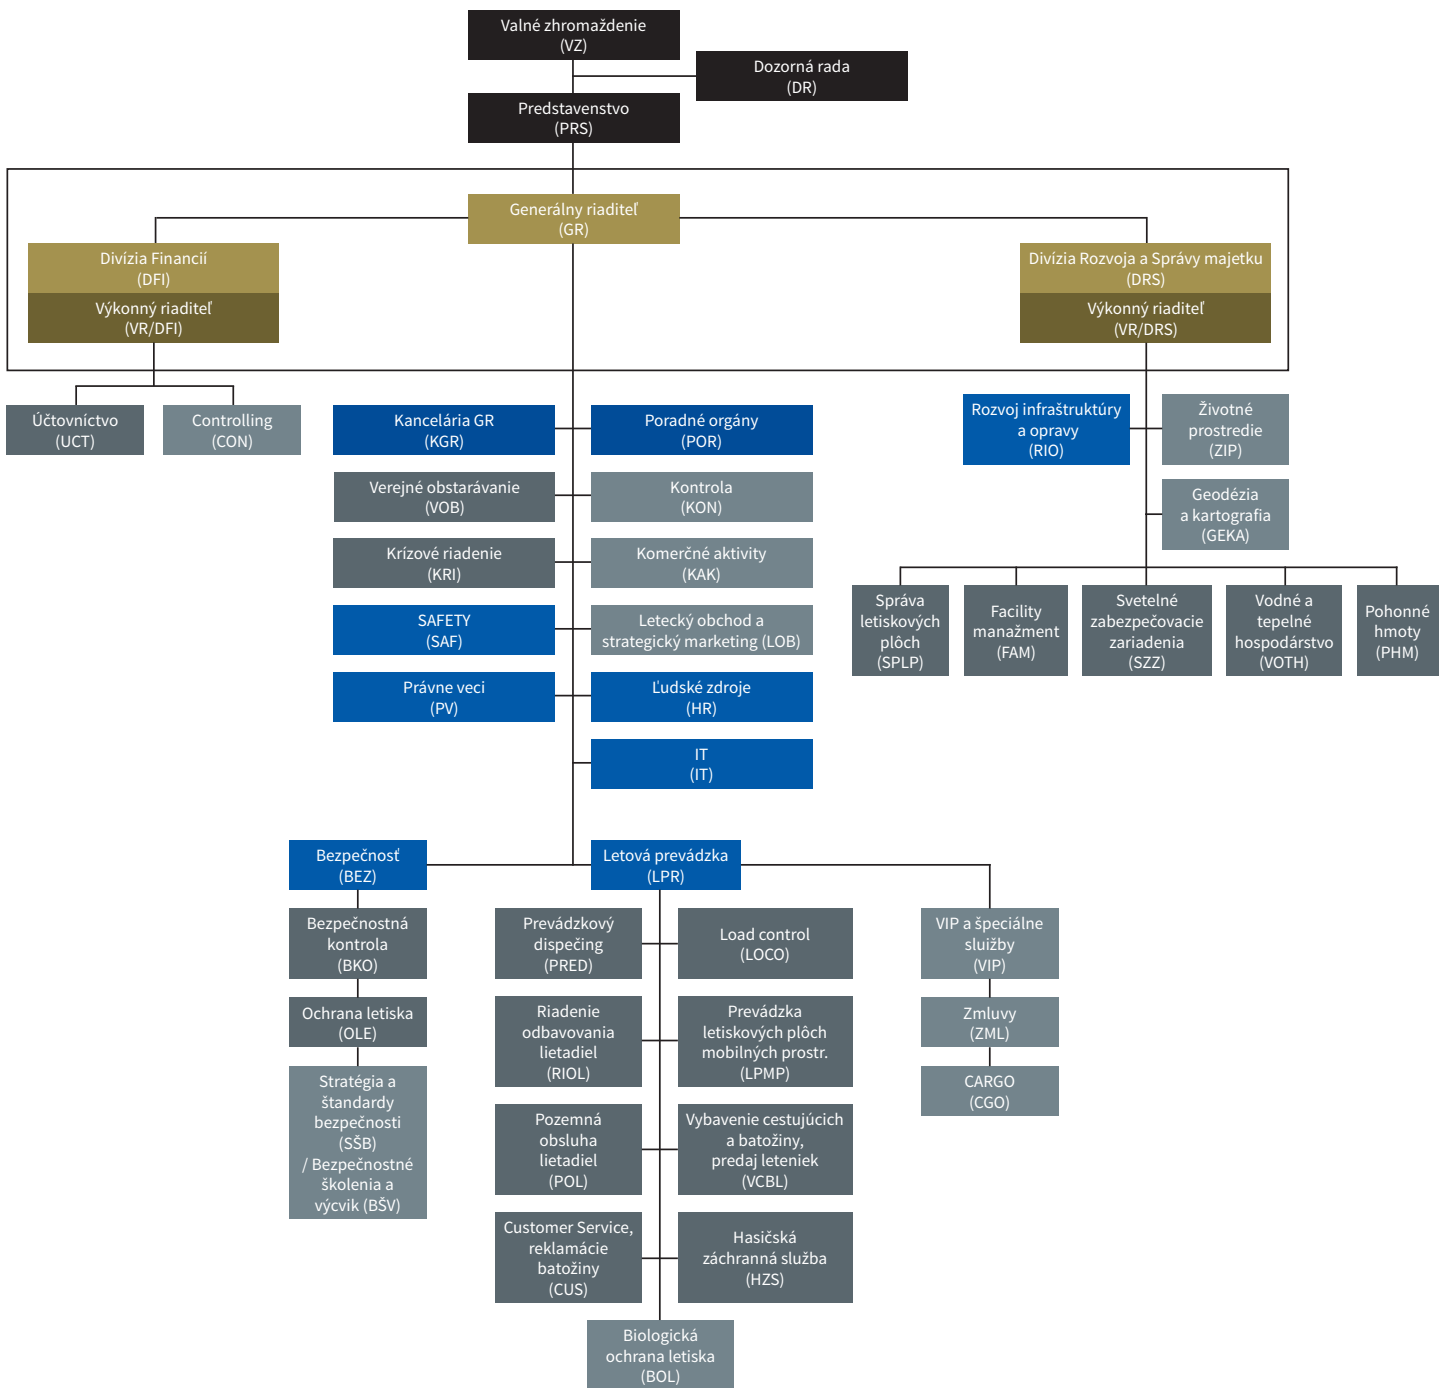 Valné zhromaždenie
(VZ)
Dozorná rada
(DR)
Predstavenstvo
(PRS)
Generálny riaditeľ
(GR)
Divízia Financií
(DFI)
Výkonný riaditeľ
(VR/DFI)
Divízia Rozvoja a Správy majetku
(DRS)
Výkonný riaditeľ
(VR/DRS)
Účtovníctvo
(UCT)
Controlling
(CON)
Kancelária GR
(KGR)
Poradné orgány
(POR)
Verejné obstarávanie
(VOB)
Kontrola
(KON)
Krízové riadenie
(KRI)
Komerčné aktivity
(KAK)
SAFETY
(SAF)
Letecký obchod a
strategický marketing (LOB)
Právne veci
(PV)
Ľudské zdroje
(HR)
IT
(IT)
Rozvoj infraštruktúry
a opravy
(RIO)
Životné
prostredie
(ZIP)
Geodézia
a kartografia
(GEKA)
Správa
letiskových
plôch
(SPLP)
Facility
manažment
(FAM)
Svetelné
zabezpečovacie
zariadenia
(SZZ)
Vodné a
tepelné
hospodárstvo
(VOTH)
Pohonné
hmoty
(PHM)
Bezpečnosť
(BEZ)
Bezpečnostná
kontrola
(BKO)
Ochrana letiska
(OLE)
Stratégia a
štandardy
bezpečnosti
(SŠB)
/ Bezpečnostné
školenia a
výcvik (BŠV)
Letová prevádzka
(LPR)
Prevádzkový
dispečing
(PRED)
Load control
(LOCO)
Riadenie
odbavovania
lietadiel
(RIOL)
Prevádzka
letiskových plôch
mobilných prostr.
(LPMP)
Pozemná
obsluha
lietadiel
(POL)
Vybavenie cestujúcich
a batožiny,
predaj leteniek
(VCBL)
Customer Service,
reklamácie
batožiny
(CUS)
Hasičská
záchranná služba
(HZS)
Biologická
ochrana letiska
(BOL)
VIP a špeciálne
sluižby
(VIP)
Zmluvy
(ZML)
CARGO
(CGO)